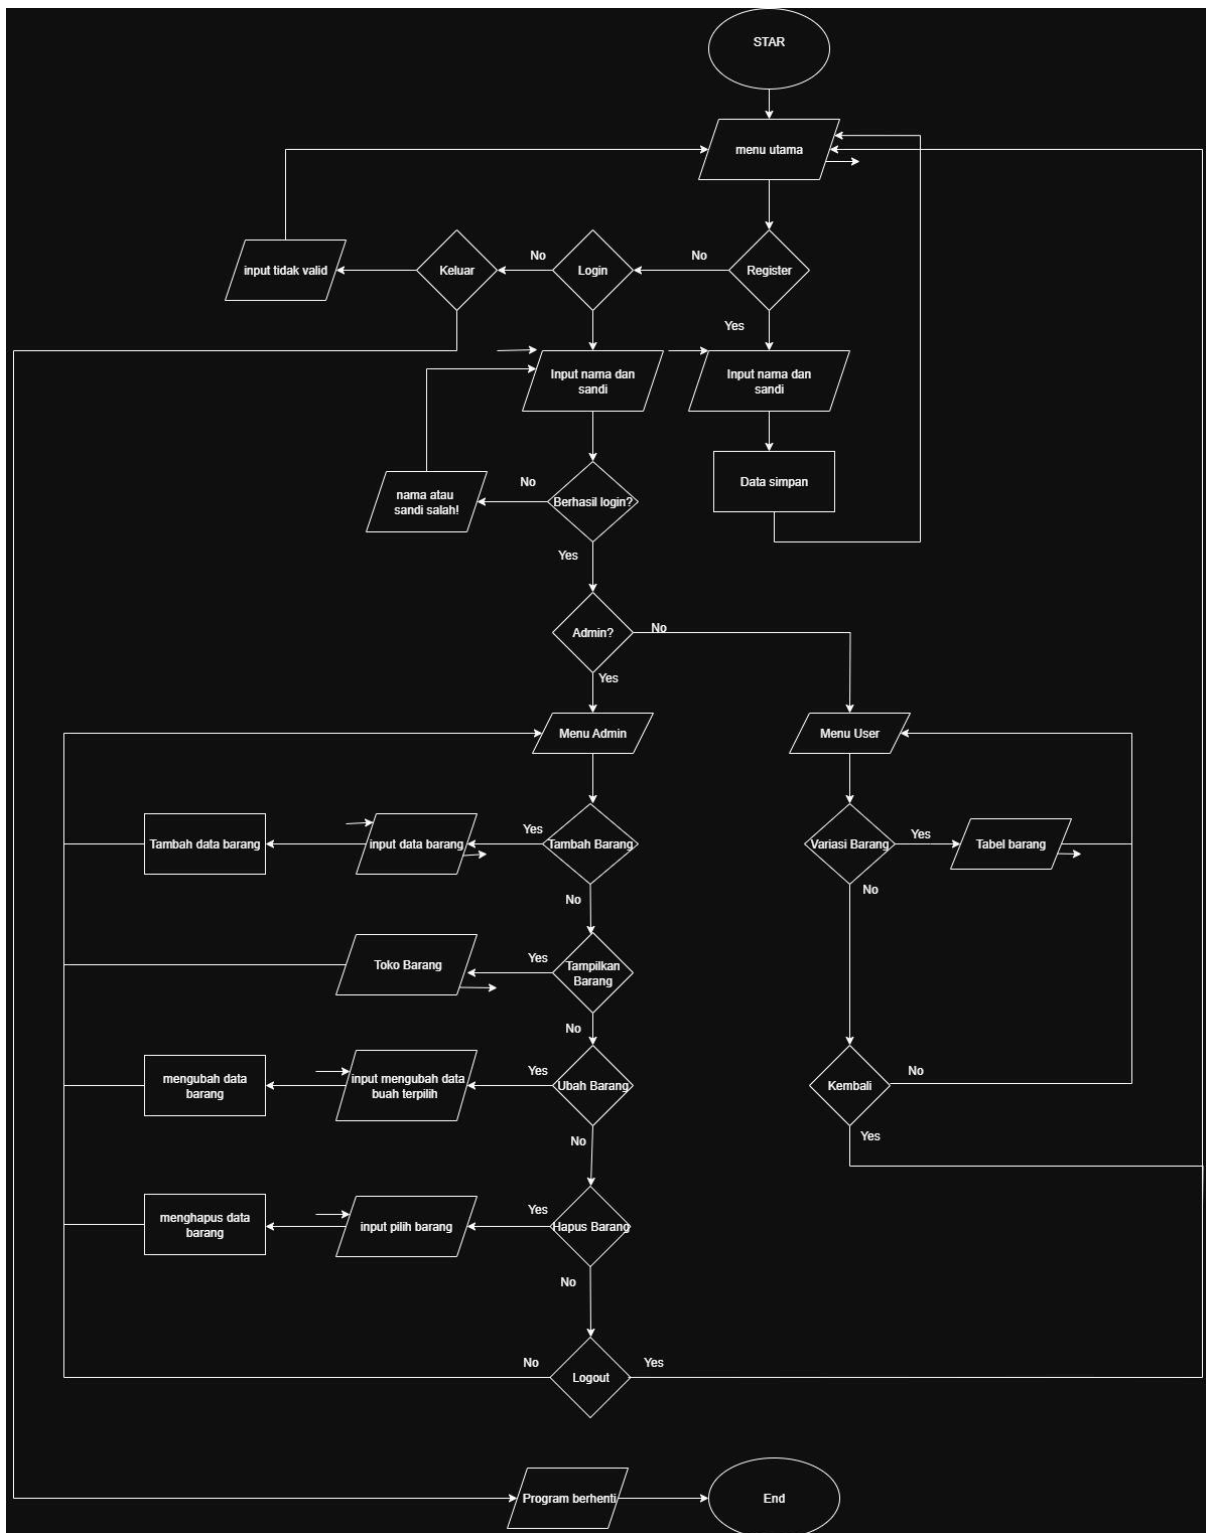 STAR
menu utama
No
No
input tidak valid
Keluar
Login
Register
Yes
Input nama dan
sandi
Input nama dan
sandi
No
nama atau
sandi salah!
Berhasil login?
Data simpan
Yes
Admin?
No
Yes
Menu Admin
Menu User
Tambah data barang
input data barang
Yes
Tambah Barang
Variasi Barang
Yes
Tabel barang
No
No
Toko Barang
Yes
Tampilkan
Barang
No
mengubah data
barang
input mengubah data
buah terpilih
Yes
Ubah Barang
Kembali
No
No
Yes
menghapus data
barang
input pilih barang
Yes
Hapus Barang
No
No
Logout
Yes
Program berhenti
End